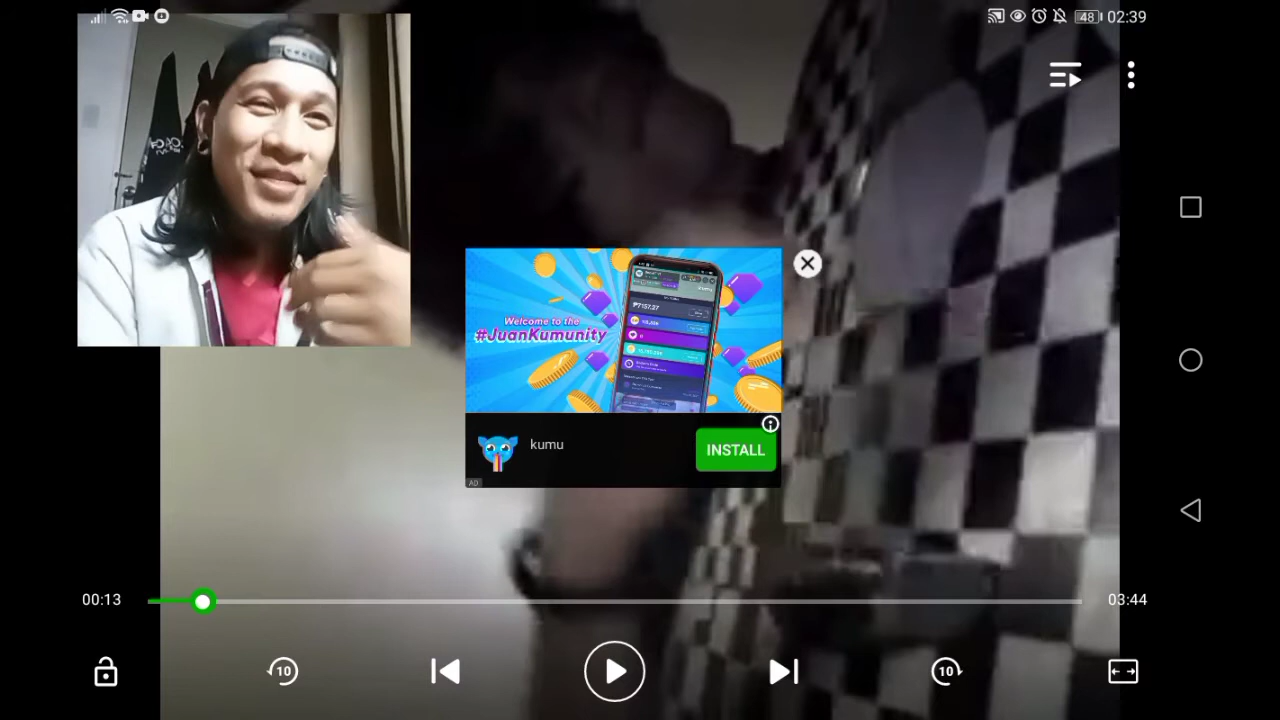 48 02:39
Welcome to the
#JuanKumunity
₱7157.27
kumu
INSTALL
AD
00:13
03:44
10
10